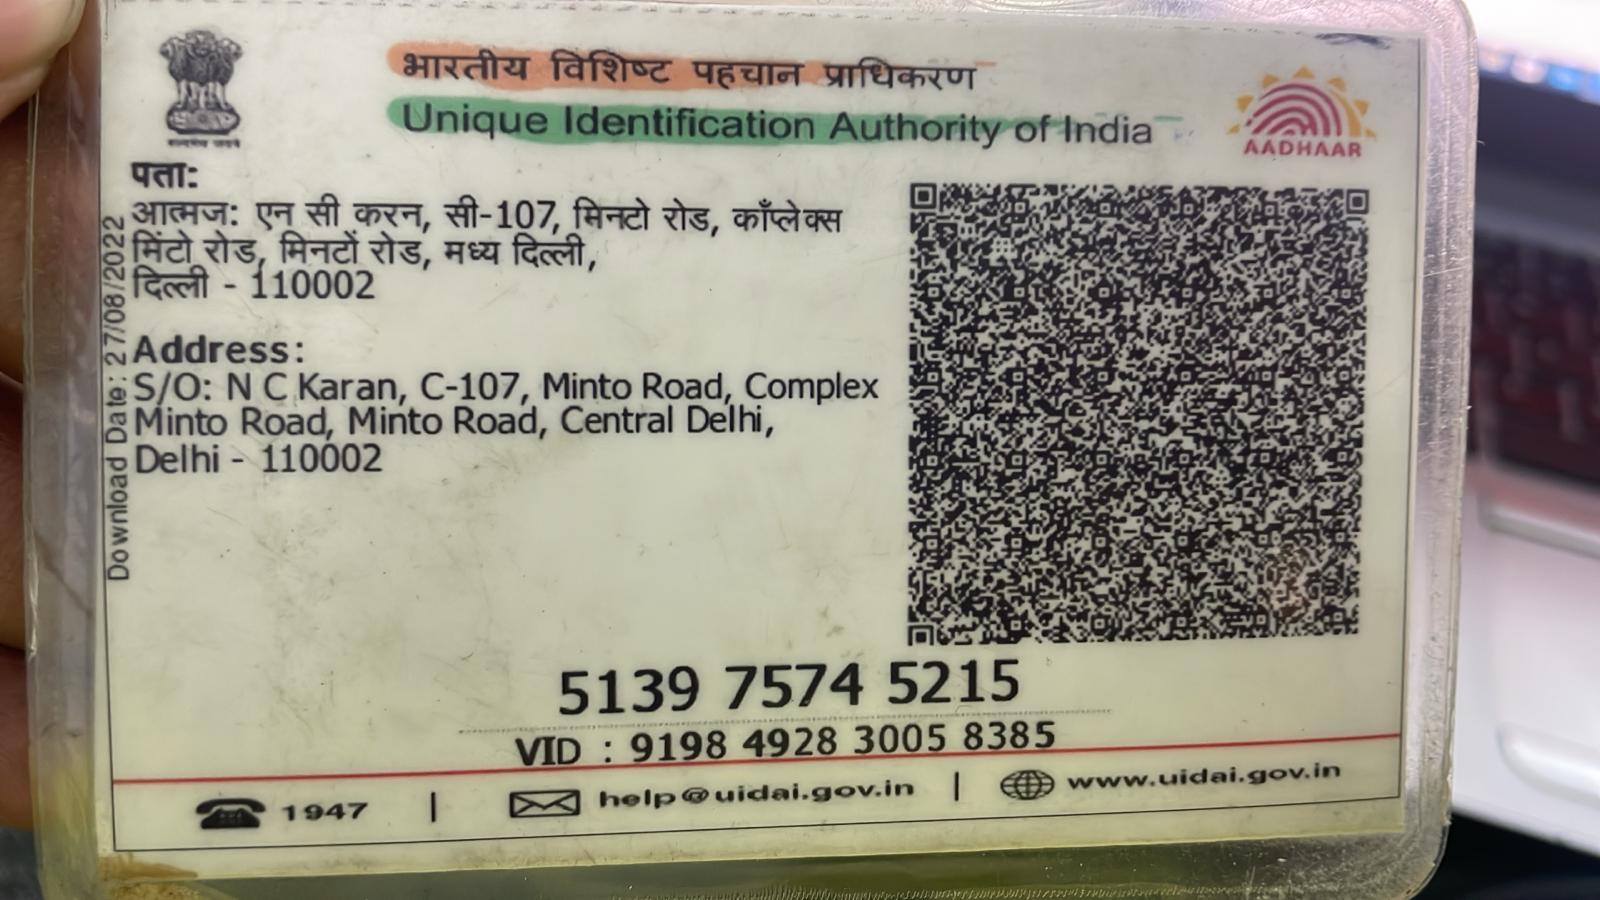 भारतीय विशिष्ट पहचान प्राधिकरण
Unique Identification Authority of India
AADHAAR
पता:
आत्मज: एन सी करन, सी-107, मिनटो रोड, कॉंप्लेक्स
मिंटो रोड, मिनटों रोड, मध्य दिल्ली,
दिल्ली - 110002
Address:
S/O: N C Karan, C-107, Minto Road, Complex
Minto Road, Minto Road, Central Delhi,
Delhi - 110002
Download Date: 27/08/2022
5139 7574 5215
VID : 9198 4928 3005 8385
1947 | help@uidai.gov.in | www.uidai.gov.in